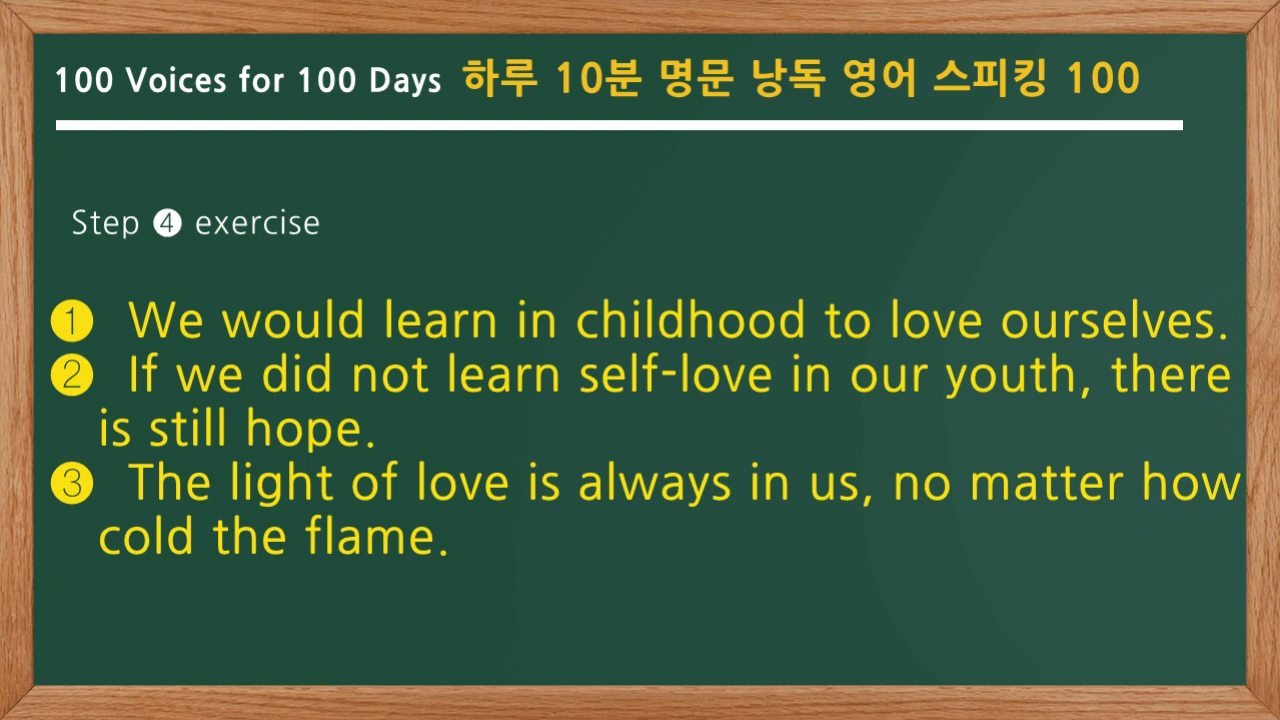 100 Voices for 100 Days 하루 10분 명문 낭독 영어 스피킹 100
Step ❹ exercise
① We would learn in childhood to love ourselves.
② If we did not learn self-love in our youth, there
is still hope.
③ The light of love is always in us, no matter how
cold the flame.